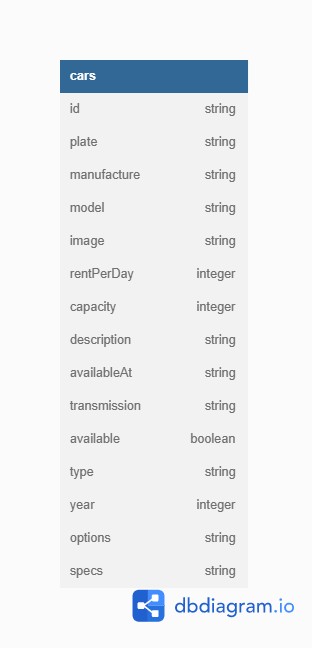 cars
id string
plate string
manufacture string
model string
image string
rentPerDay integer
capacity integer
description string
availableAt string
transmission string
available boolean
type string
year integer
options string
specs string
dbdiagram.io